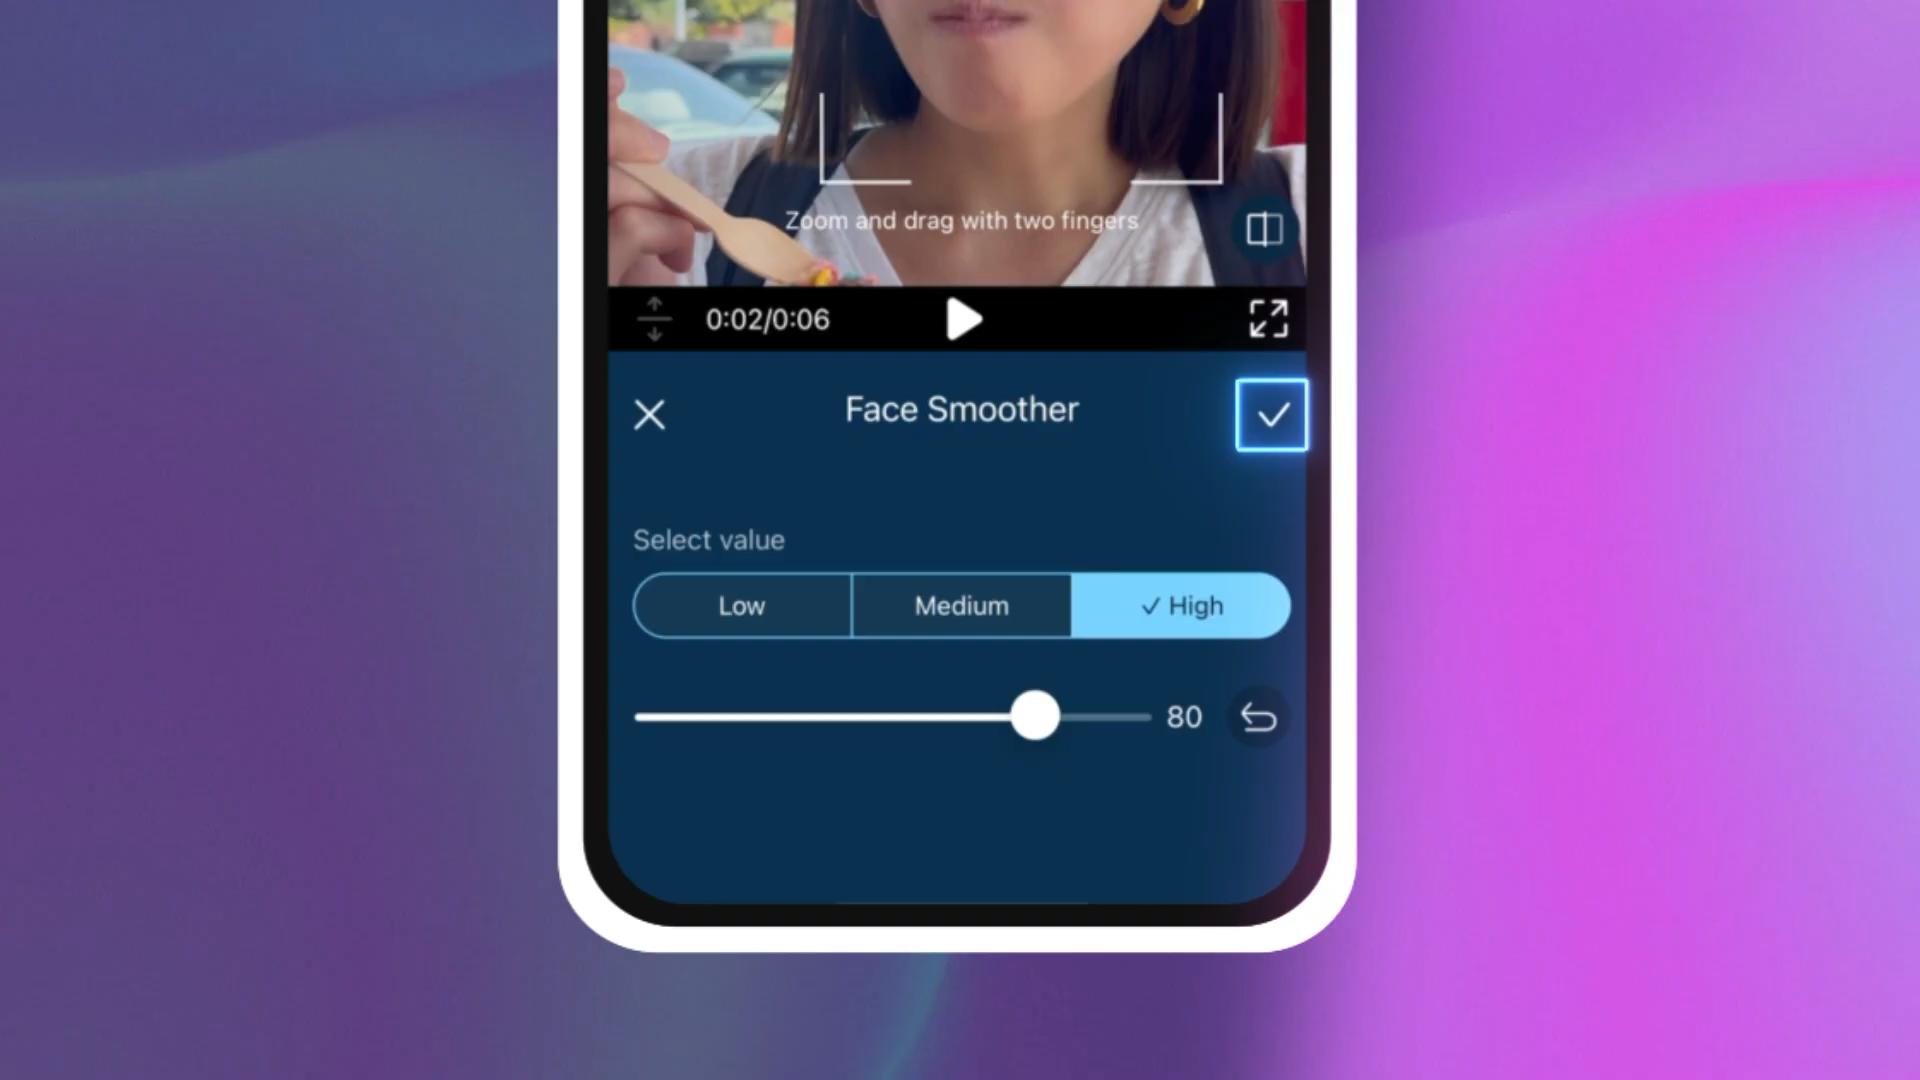 Zoom and drag with two fingers
0:02/0:06
Face Smoother
Select value
Low
Medium
✓ High
80